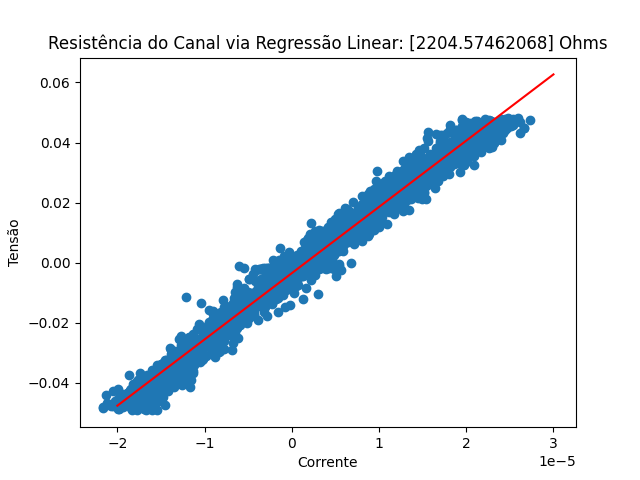 Resistência do Canal via Regressão Linear: [2204.57462068] Ohms
0.06
0.04
0.02
0.00
−0.02
−0.04
Tensão
−2 −1 0 1 2 3
Corrente
1e−5